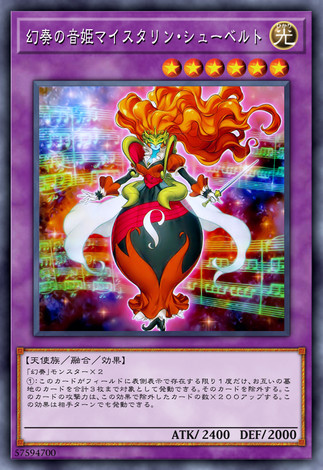 幻奏の音姫マイスタリン・シューベルト
光
【天使族／融合／効果】
「幻奏」モンスター×２
①：このカードがフィールドに表側表示で存在する限り１度だけ、お互いの墓
地のカードを合計３枚まで対象として発動できる。そのカードを除外する。こ
のカードの攻撃力は、この効果で除外したカードの数×２００アップする。こ
の効果は相手ターンでも発動できる。
ATK/ 2400 DEF/2000
57594700